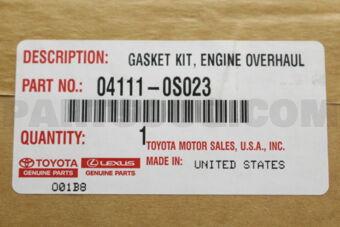 DESCRIPTION: GASKET KIT, ENGINE OVERHAUL
PART NO.: 04111-0S023
QUANTITY: 1
TOYOTA MOTOR SALES, U.S.A., INC.
MADE IN: UNITED STATES
TOYOTA GENUINE PARTS
LEXUS GENUINE PARTS
O01B8